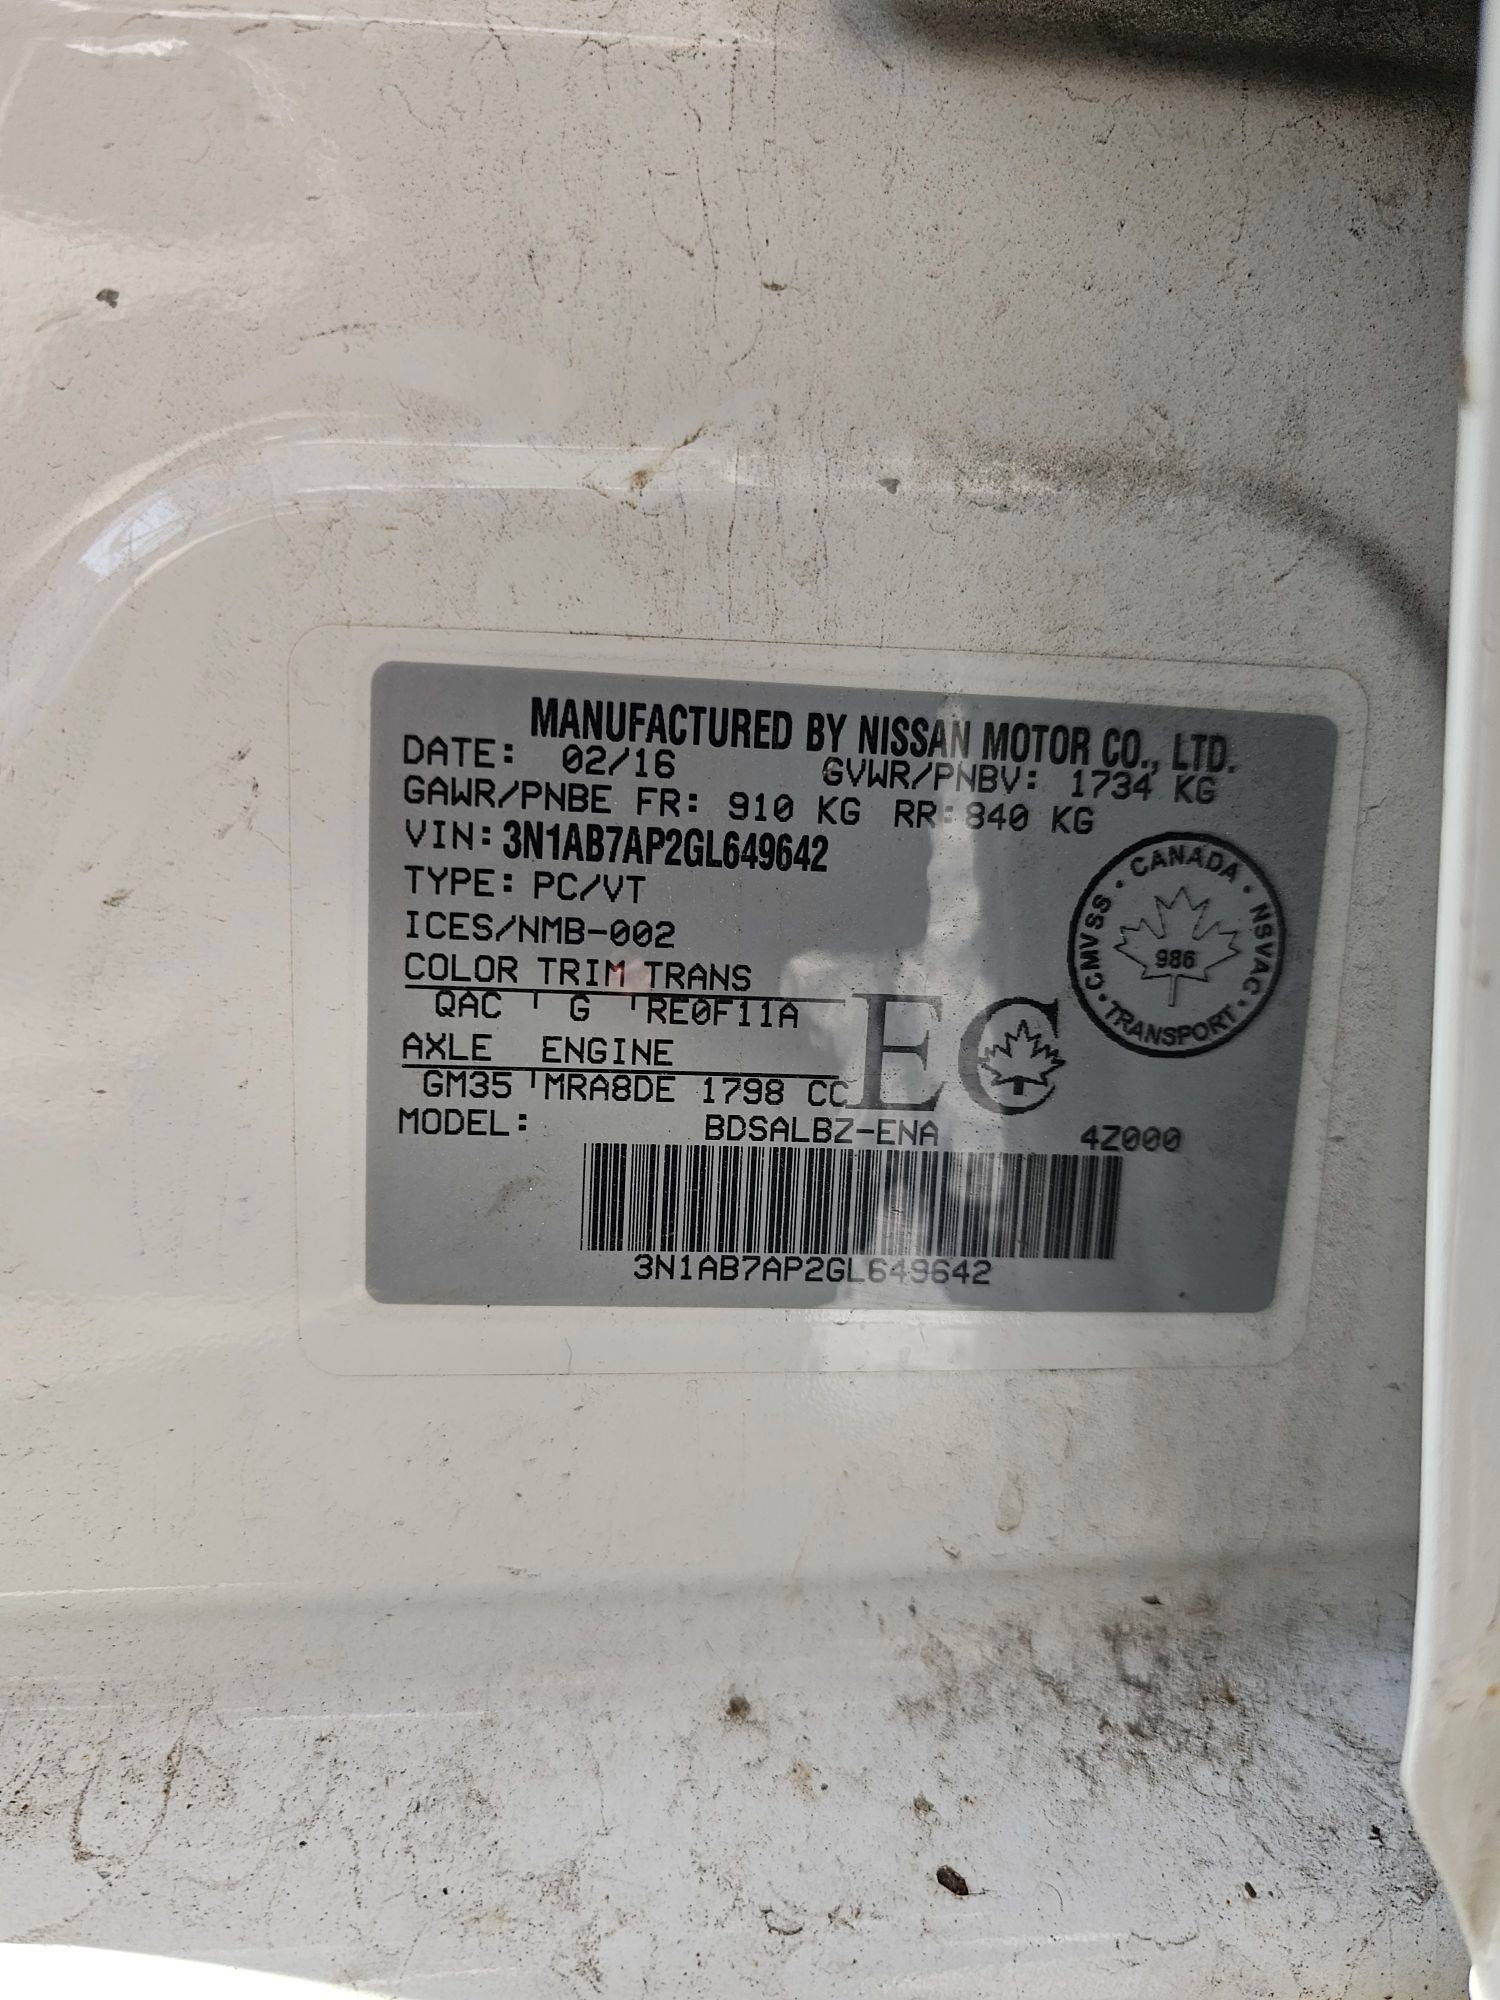 MANUFACTURED BY NISSAN MOTOR CO., LTD.
DATE: 02/16 GVWR/PNBV: 1734 KG
GAWR/PNBE FR: 910 KG RR: 840 KG
VIN: 3N1AB7AP2GL649642
TYPE: PC/VT
ICES/NMB-002
COLOR TRIM TRANS
QAC G RE0F11A
AXLE ENGINE
GM35 MRA8DE 1798 CC
EC
CANADA · NSVAC · TRANSPORT · CMVSS ·
986
MODEL: BDSALBZ-ENA 4Z000
3N1AB7AP2GL649642